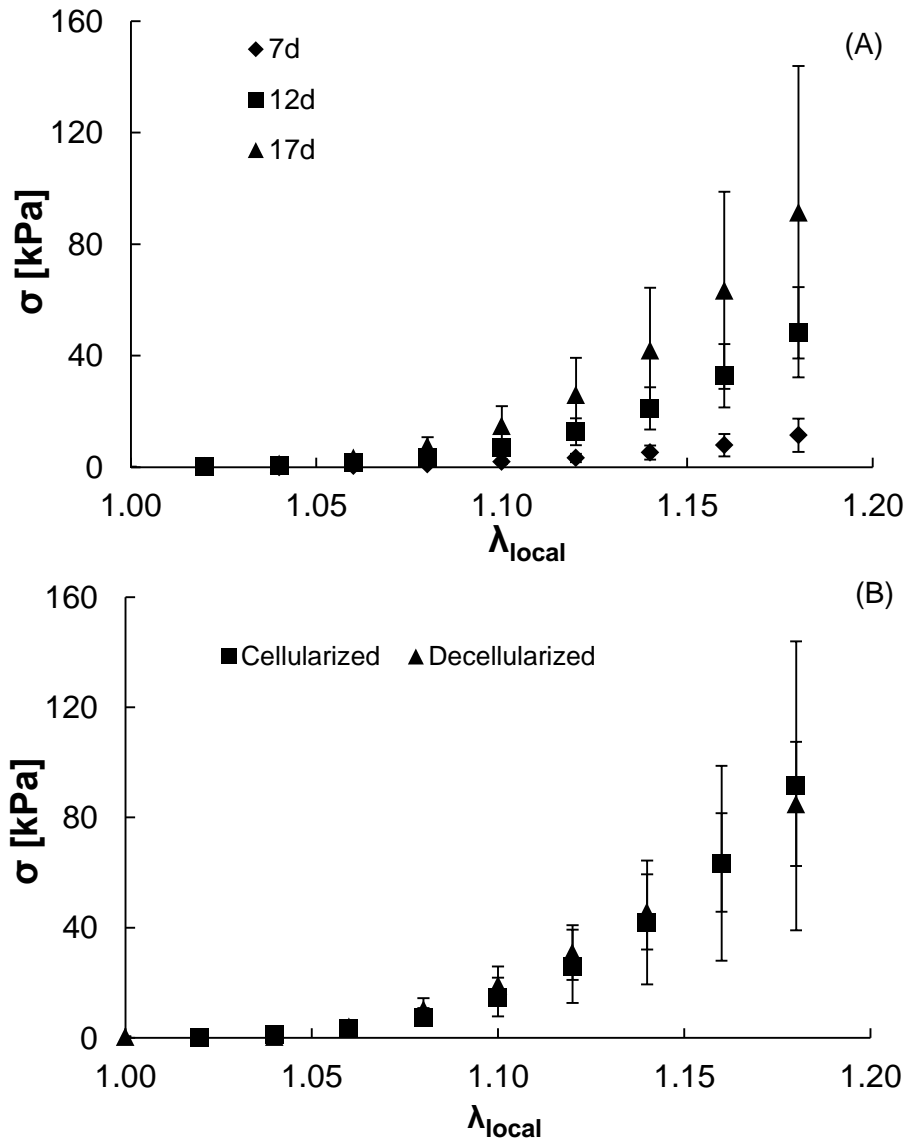 (A)
160
120
80
40
0
σ [kPa]
7d
12d
17d
1.00 1.05 1.10 1.15 1.20
λlocal
(B)
160
120
80
40
0
σ [kPa]
Cellularized Decellularized
1.00 1.05 1.10 1.15 1.20
λlocal